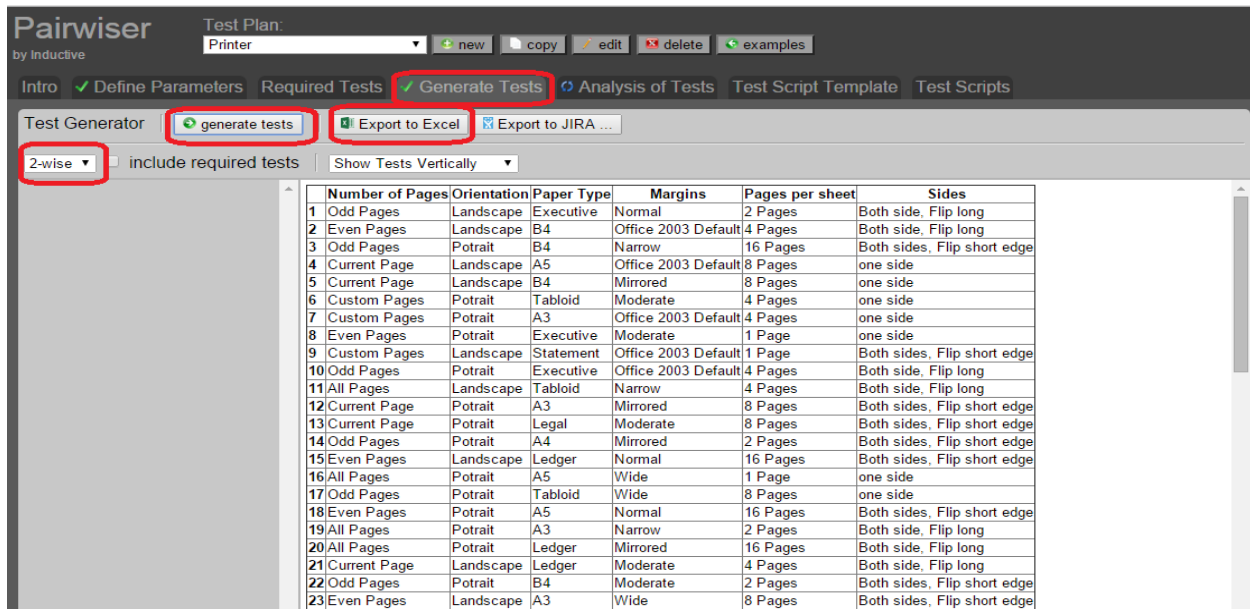 Pairwiser Test Plan:
by Inductive Printer new copy edit delete examples
Intro Define Parameters Required Tests Generate Tests Analysis of Tests Test Script Template Test Scripts
Test Generator generate tests Export to Excel Export to JIRA ...
2-wise include required tests Show Tests Vertically
Number of Pages Orientation Paper Type Margins Pages per sheet Sides
1 Odd Pages Landscape Executive Normal 2 Pages Both side, Flip long
2 Even Pages Landscape B4 Office 2003 Default 4 Pages Both side, Flip long
3 Odd Pages Potrait B4 Narrow 16 Pages Both sides, Flip short edge
4 Current Page Landscape A5 Office 2003 Default 8 Pages one side
5 Current Page Landscape B4 Mirrored 8 Pages one side
6 Custom Pages Potrait Tabloid Moderate 4 Pages one side
7 Custom Pages Potrait A3 Office 2003 Default 4 Pages one side
8 Even Pages Potrait Executive Moderate 1 Page one side
9 Custom Pages Landscape Statement Office 2003 Default 1 Page Both sides, Flip short edge
10 Odd Pages Potrait Executive Office 2003 Default 4 Pages Both sides, Flip short edge
11 All Pages Landscape Tabloid Narrow 4 Pages Both side, Flip long
12 Current Page Potrait A3 Mirrored 8 Pages Both sides, Flip short edge
13 Current Page Potrait Legal Moderate 8 Pages Both sides, Flip short edge
14 Odd Pages Potrait A4 Mirrored 2 Pages Both sides, Flip short edge
15 Even Pages Landscape Ledger Normal 16 Pages Both sides, Flip short edge
16 All Pages Potrait A5 Wide 1 Page one side
17 Odd Pages Potrait Tabloid Wide 8 Pages one side
18 Even Pages Potrait A5 Normal 16 Pages Both sides, Flip short edge
19 All Pages Potrait A3 Narrow 2 Pages Both side, Flip long
20 All Pages Potrait Ledger Mirrored 16 Pages Both side, Flip long
21 Current Page Landscape Ledger Moderate 4 Pages Both side, Flip long
22 Odd Pages Potrait B4 Moderate 2 Pages Both sides, Flip short edge
23 Even Pages Landscape A3 Wide 8 Pages Both sides, Flip short edge